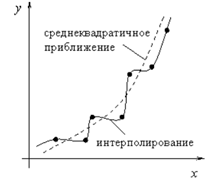 y
среднеквадратичное
приближение
интерполирование
x